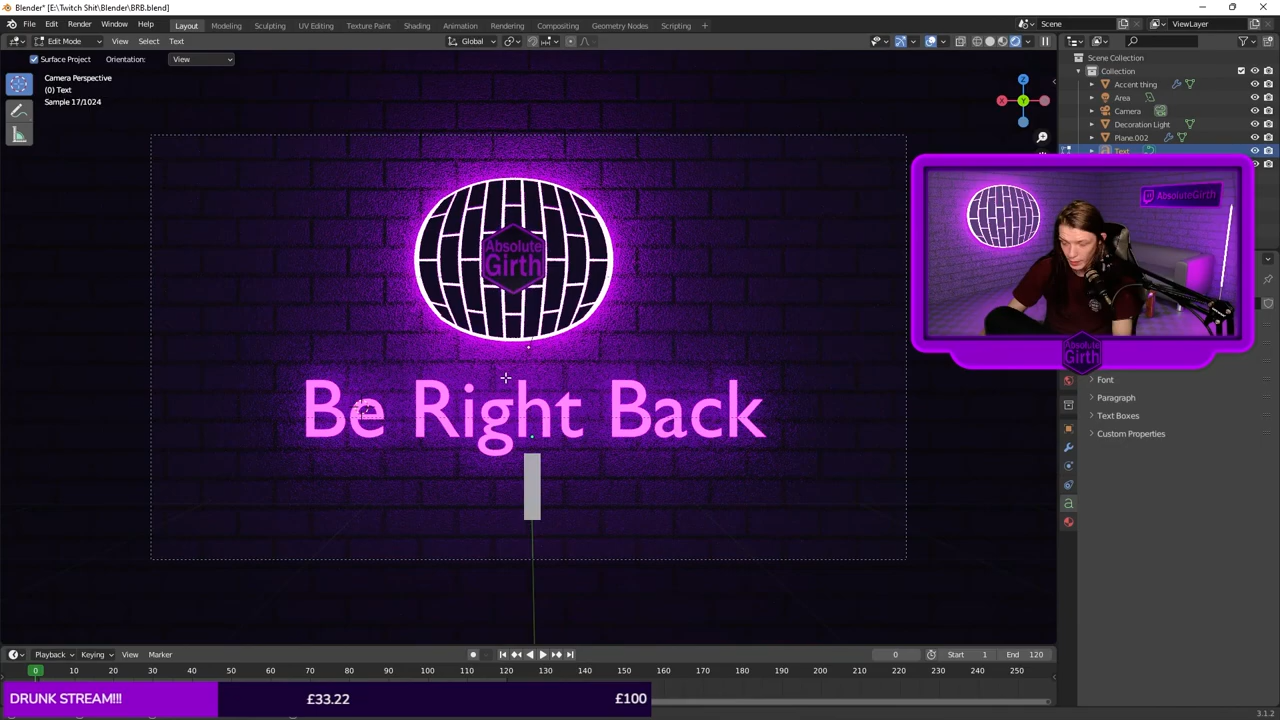 Blender* [E:\Twitch Shit\Blender\BRB.blend]
File Edit Render Window Help Layout Modeling Sculpting UV Editing Texture Paint Shading Animation Rendering Compositing Geometry Nodes Scripting Scene ViewLayer
Edit Mode View Select Text Global
Surface Project Orientation: View
Camera Perspective
(0) Text
Sample 17/1024
Z
X
Y
Scene Collection
Collection
Accent thing
Area
Camera
Decoration Light
Plane.002
Text
AbsoluteGirth
Absolute
Girth
Absolute
Girth
Be Right Back
Font
Paragraph
Text Boxes
Custom Properties
a
Playback Keying View Marker 0 Start 1 End 120
0 10 20 30 40 50 60 70 80 90 100 110 120 130 140 150 160 170 180 190 200 210 220 230 240 250
DRUNK STREAM!!! £33.22 £100
3.1.2